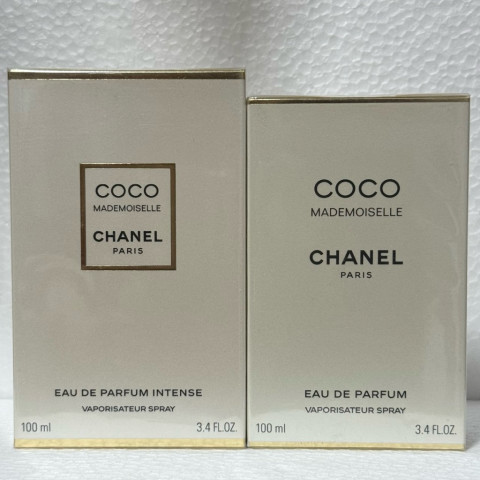 COCO
MADEMOISELLE
CHANEL
PARIS
EAU DE PARFUM INTENSE
VAPORISATEUR SPRAY
100 ml 3.4 FL.OZ.
COCO
MADEMOISELLE
CHANEL
PARIS
EAU DE PARFUM
VAPORISATEUR SPRAY
100 ml 3.4 FL.OZ.